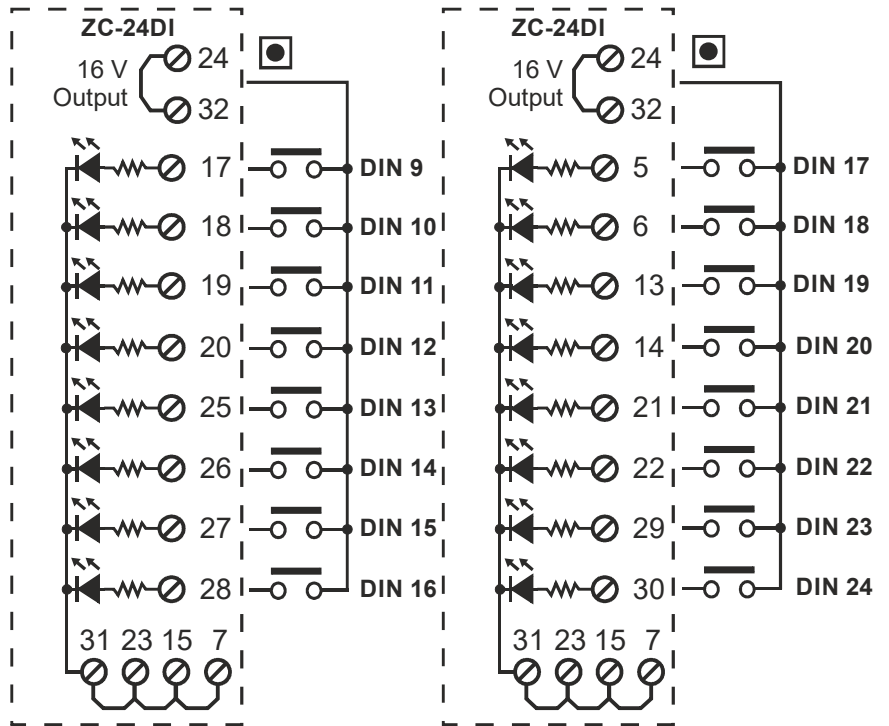 ZC-24DI
16 V
Output
24
32
17
DIN 9
18
DIN 10
19
DIN 11
20
DIN 12
25
DIN 13
26
DIN 14
27
DIN 15
28
DIN 16
31 23 15 7
ZC-24DI
16 V
Output
24
32
5
DIN 17
6
DIN 18
13
DIN 19
14
DIN 20
21
DIN 21
22
DIN 22
29
DIN 23
30
DIN 24
31 23 15 7